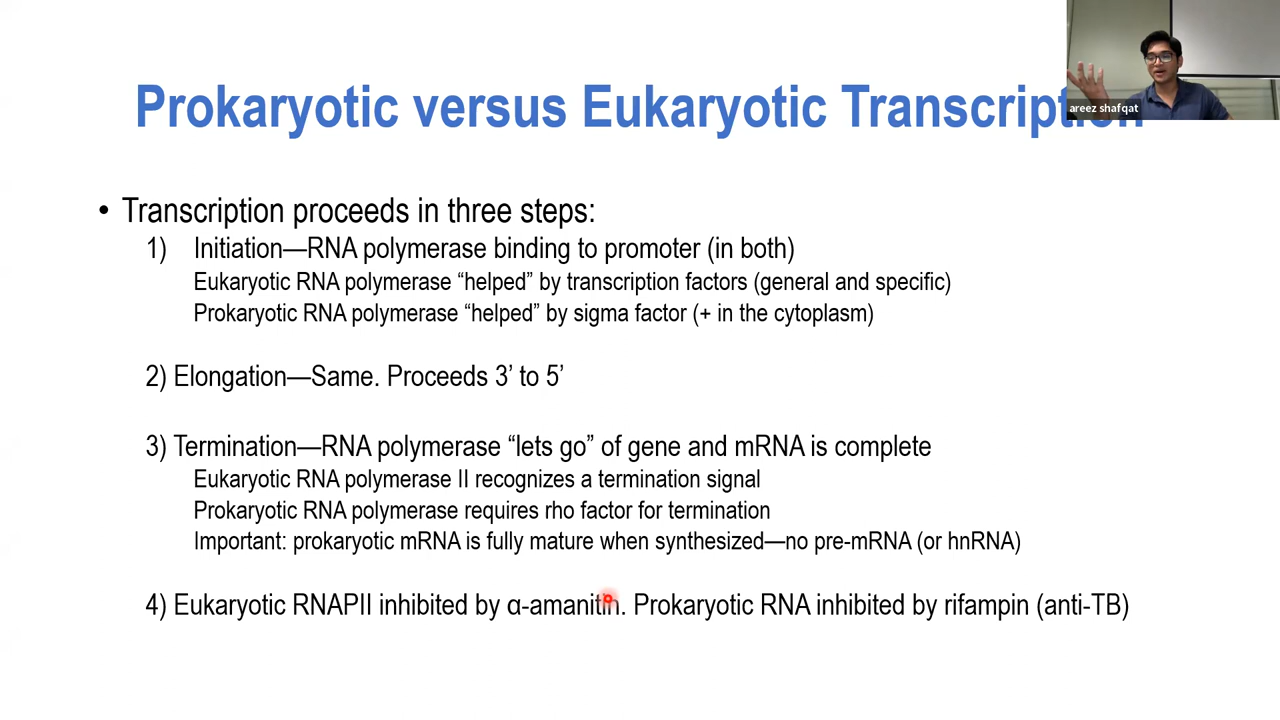 Prokaryotic versus Eukaryotic Transcription
areez shafqat
• Transcription proceeds in three steps:
1) Initiation—RNA polymerase binding to promoter (in both)
Eukaryotic RNA polymerase “helped” by transcription factors (general and specific)
Prokaryotic RNA polymerase “helped” by sigma factor (+ in the cytoplasm)
2) Elongation—Same. Proceeds 3’ to 5’
3) Termination—RNA polymerase “lets go” of gene and mRNA is complete
Eukaryotic RNA polymerase II recognizes a termination signal
Prokaryotic RNA polymerase requires rho factor for termination
Important: prokaryotic mRNA is fully mature when synthesized—no pre-mRNA (or hnRNA)
4) Eukaryotic RNAPII inhibited by α-amanitin. Prokaryotic RNA inhibited by rifampin (anti-TB)